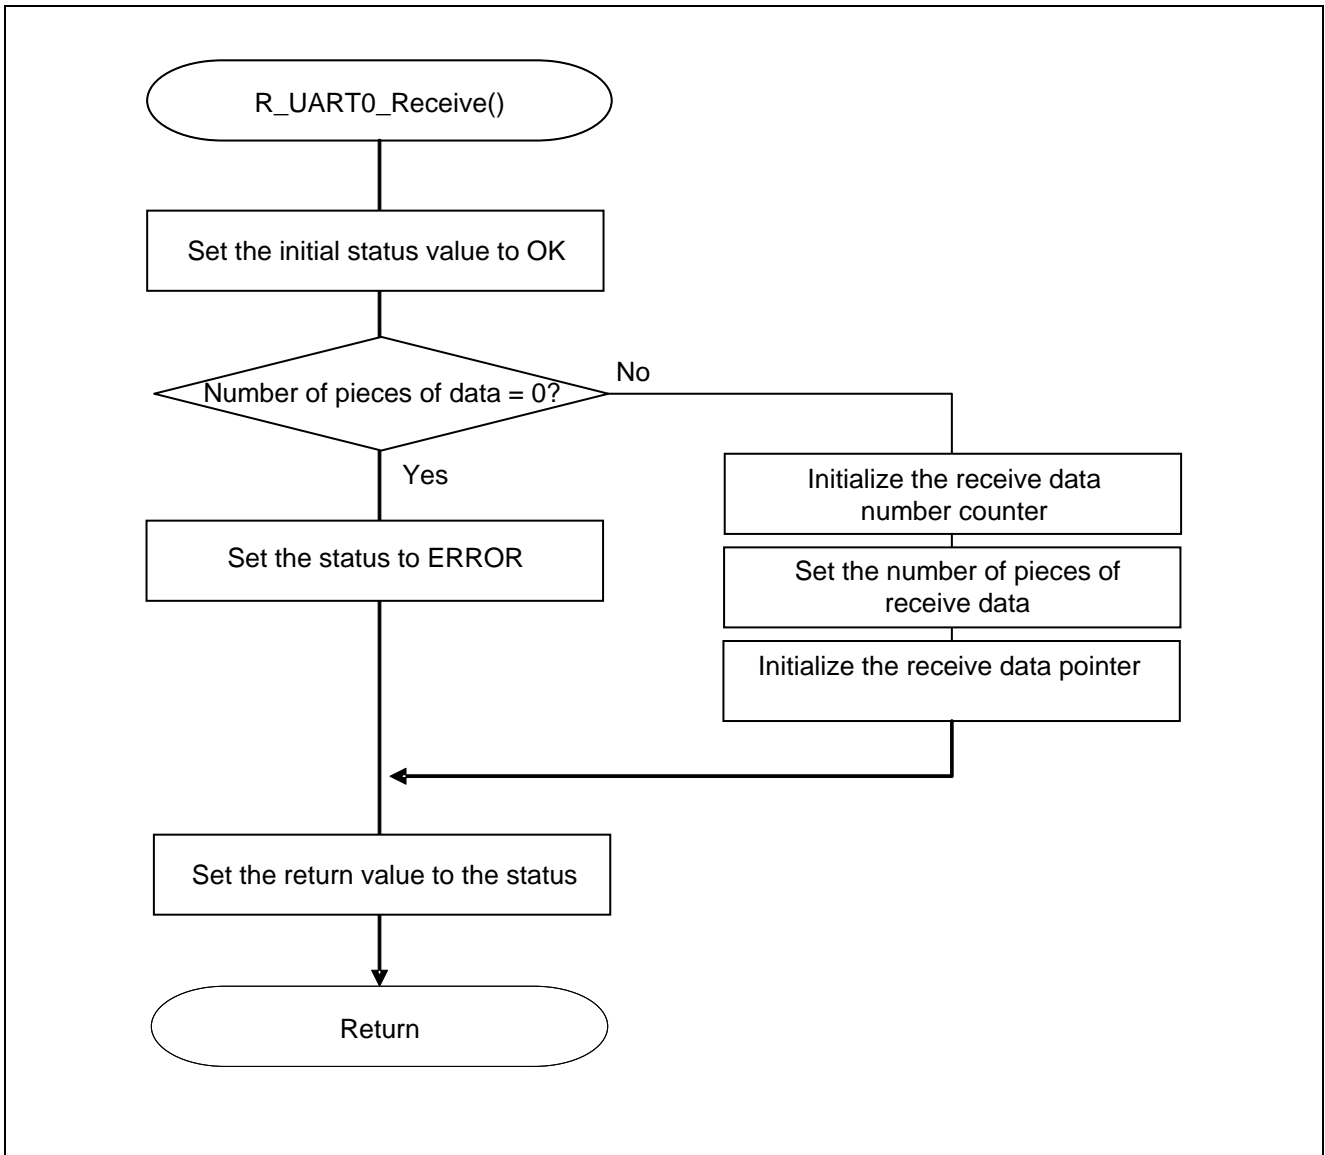 R_UART0_Receive()
Set the initial status value to OK
Number of pieces of data = 0?
No
Yes
Initialize the receive data
number counter
Set the status to ERROR
Set the number of pieces of
receive data
Initialize the receive data pointer
Set the return value to the status
Return